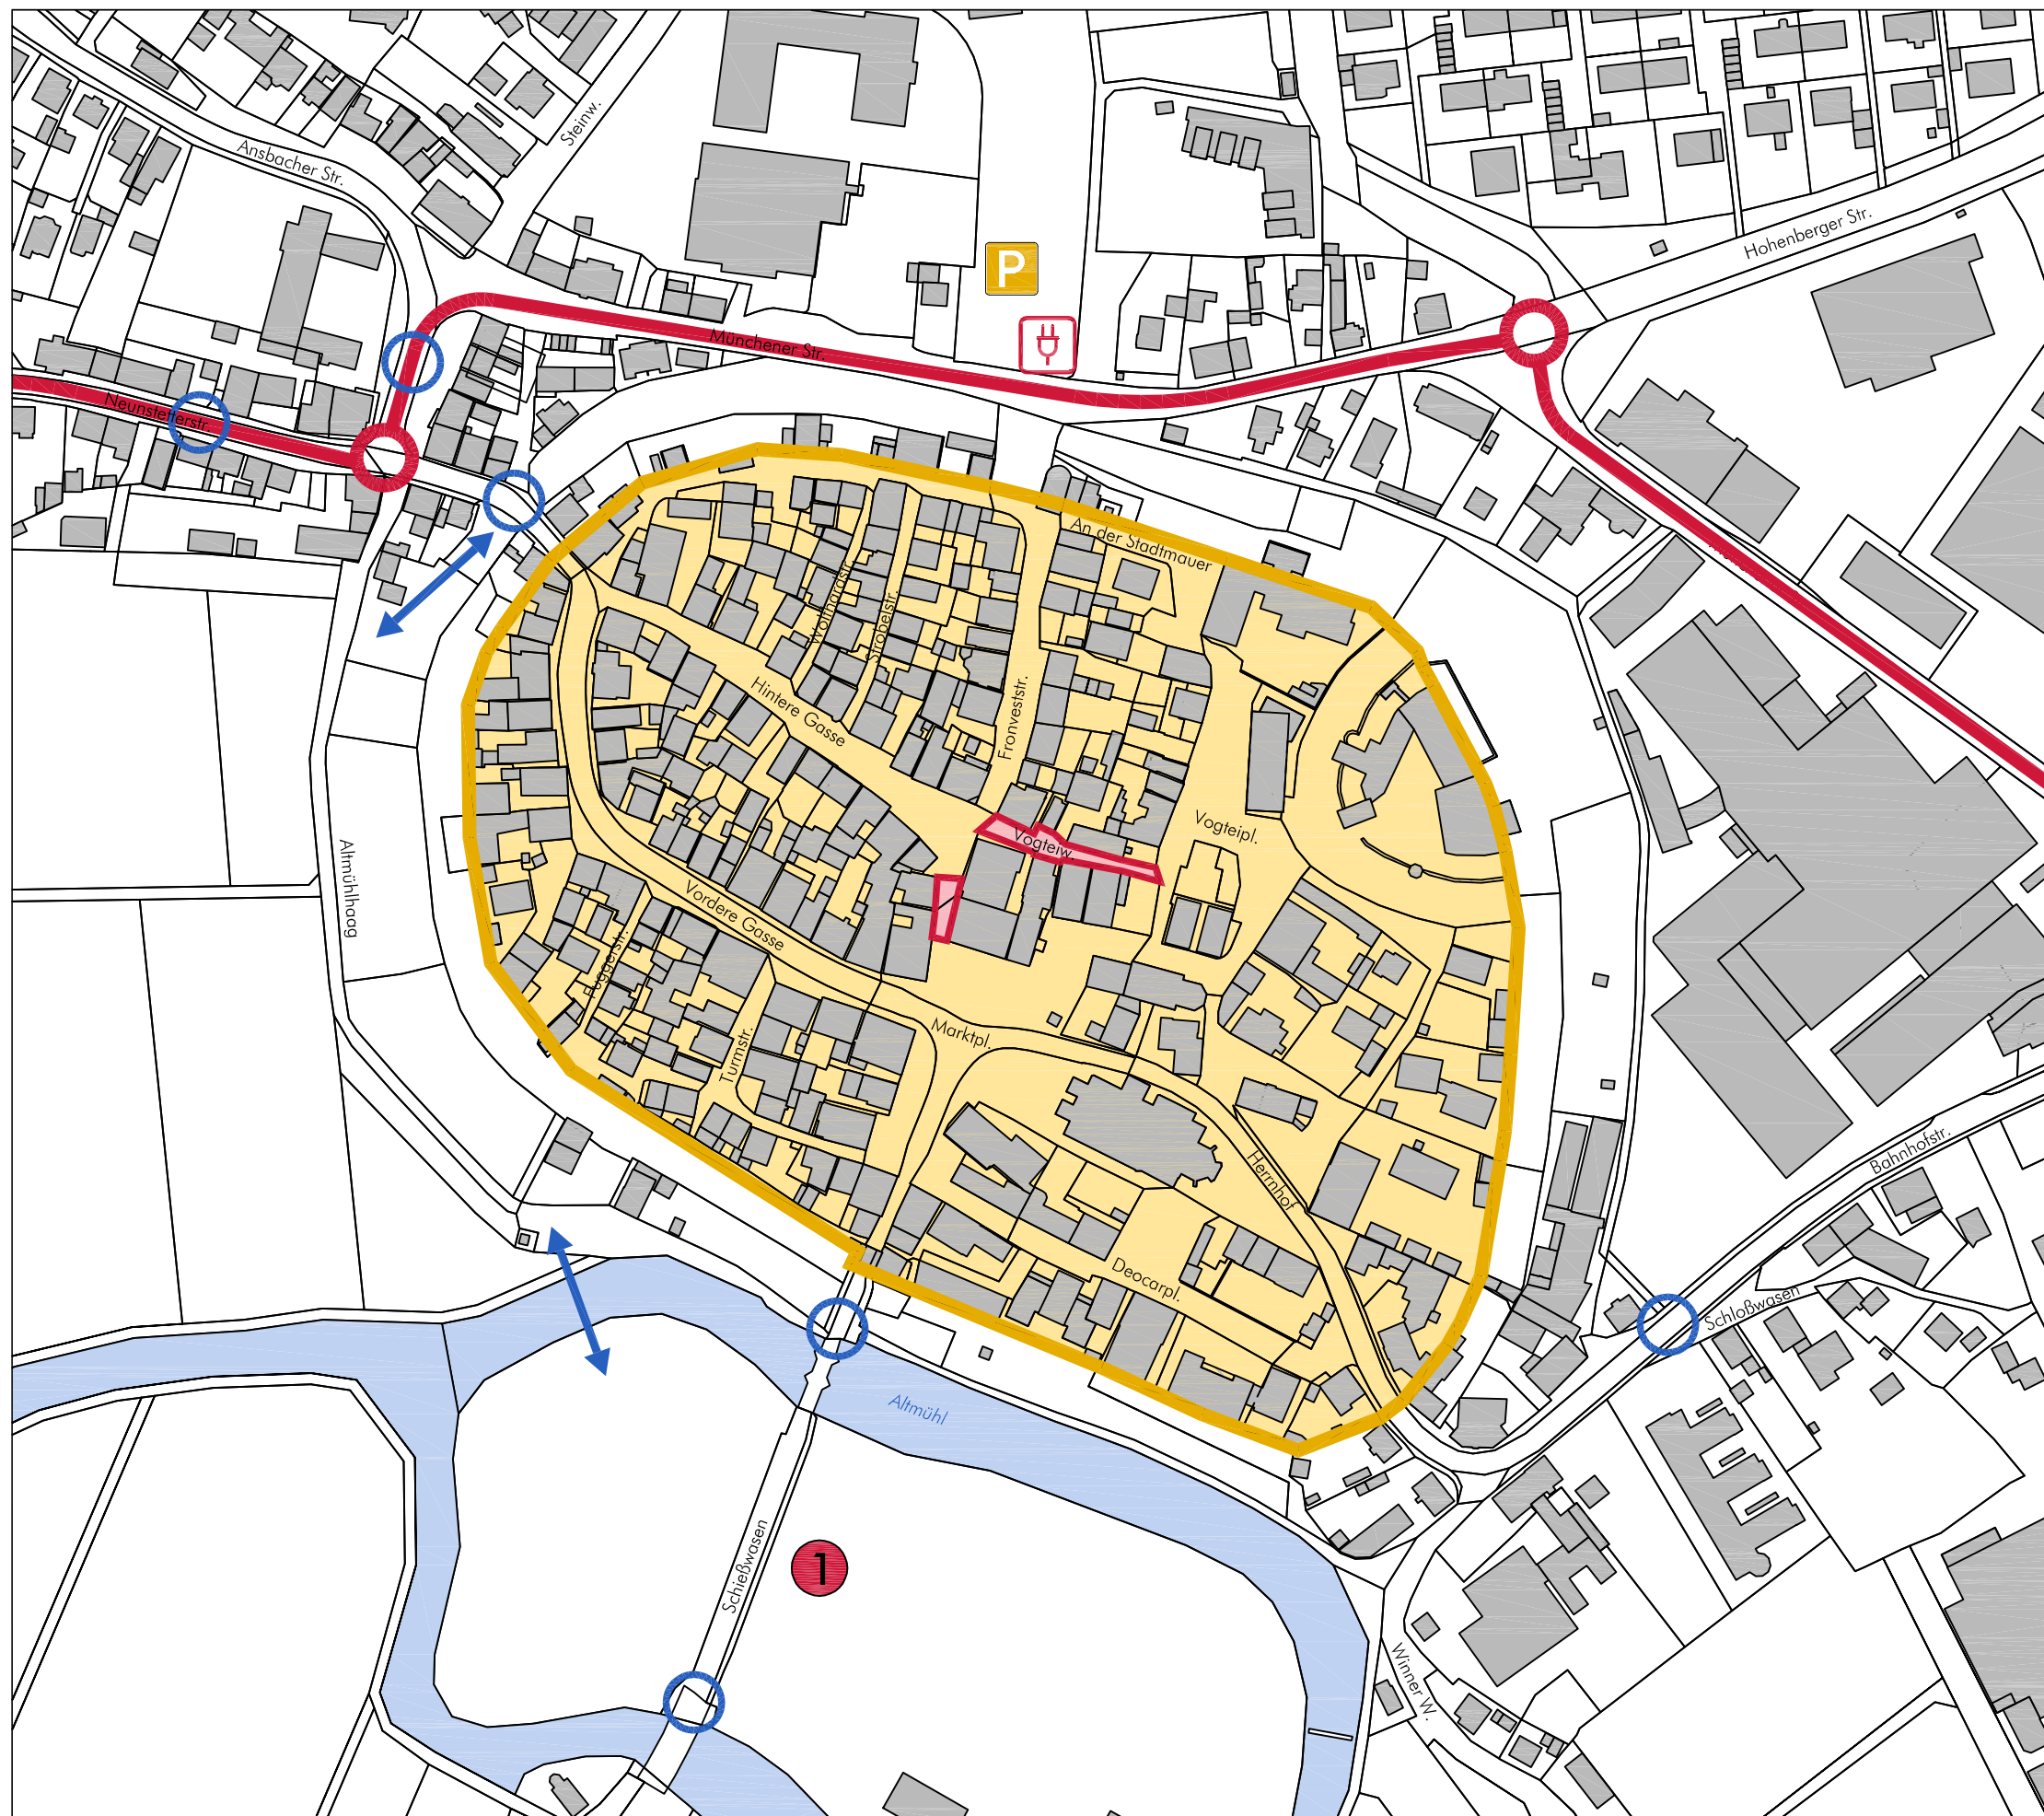 Steinw.
Ansbacher Str.
Hohenberger Str.
P
Münchener Str.
Neunstetterstr.
An der Stadtmauer
Wolfhardstr.
Strobelstr.
Hintere Gasse
Fronveststr.
Vogteipl.
Vogteiw.
Altmühlhaag
Vordere Gasse
Fuggerstr.
Marktpl.
Turmstr.
Herrnhof
Bahnhofstr.
Deocarpl.
Schloßwasen
Altmühl
Schießwasen
1
Winner W.